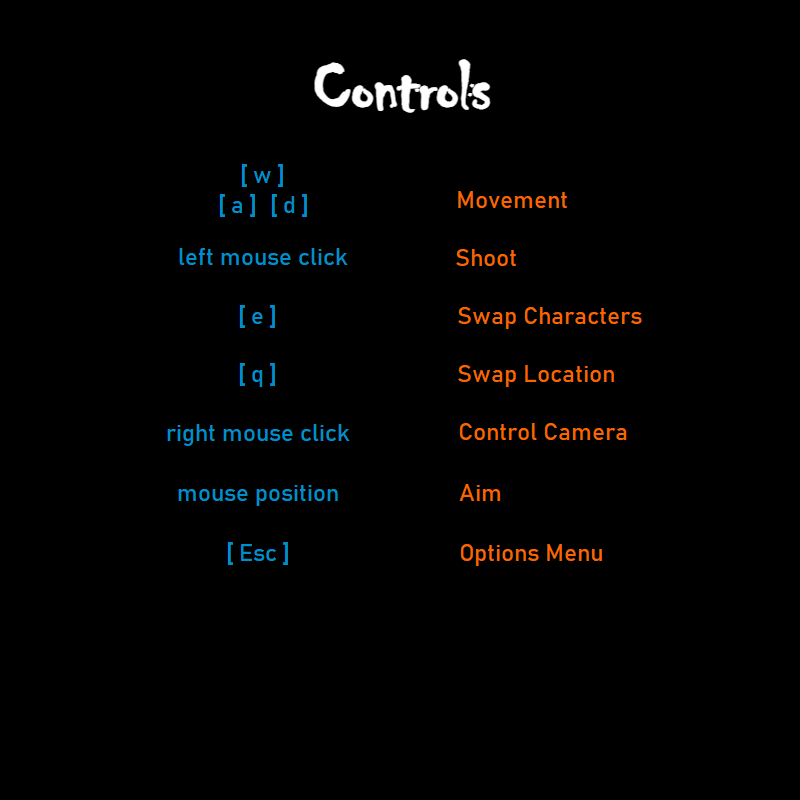 Controls
[ w ]
[ a ] [ d ] Movement
left mouse click Shoot
[ e ] Swap Characters
[ q ] Swap Location
right mouse click Control Camera
mouse position Aim
[ Esc ] Options Menu